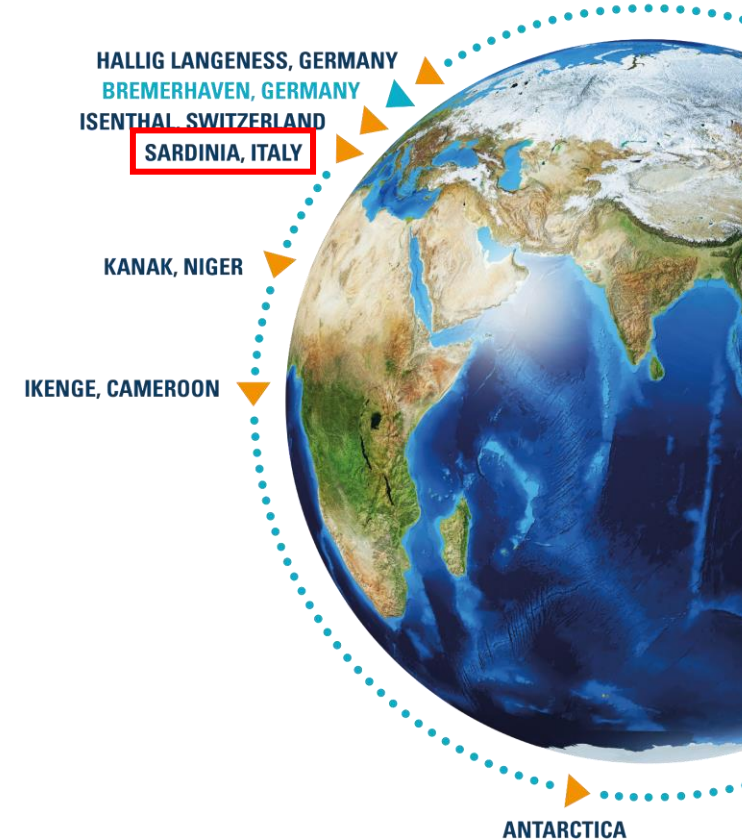 HALLIG LANGENESS, GERMANY
BREMERHAVEN, GERMANY
ISENTHAL, SWITZERLAND
SARDINIA, ITALY
KANAK, NIGER
IKENGE, CAMEROON
ANTARCTICA